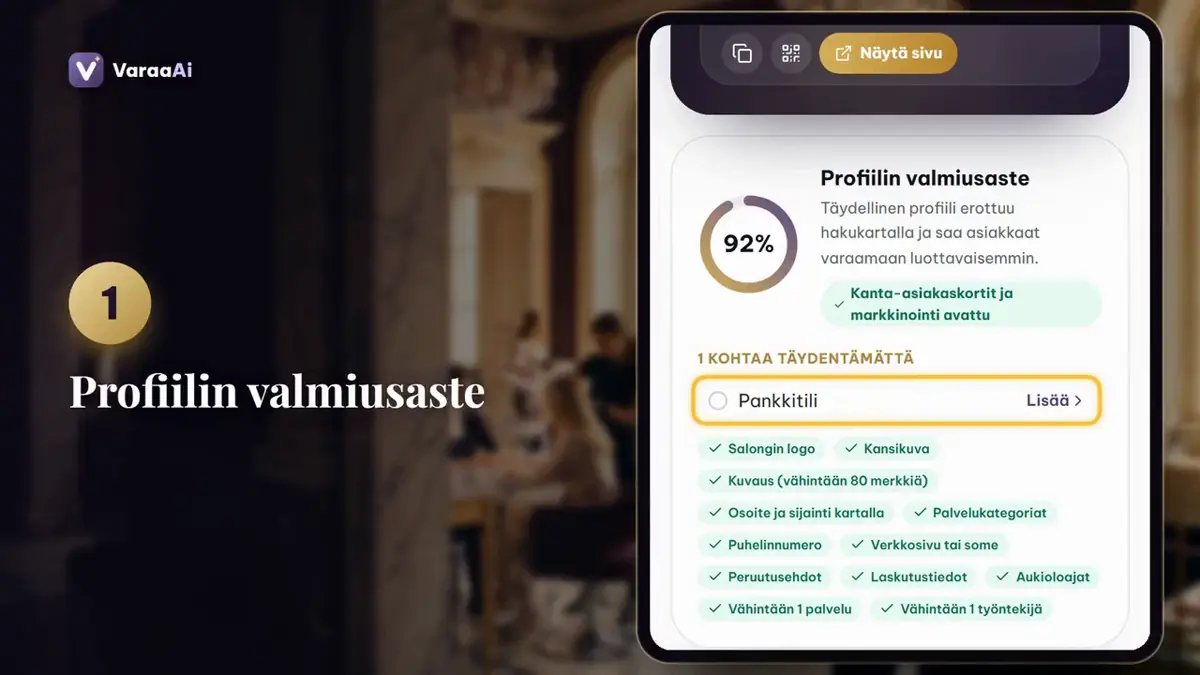 VaraaAi
1
Profiilin valmiusaste
Näytä sivu
92%
Profiilin valmiusaste
Täydellinen profiili erottuu
hakukartalla ja saa asiakkaat
varaamaan luottavaisemmin.
Kanta-asiakaskortit ja
markkinointi avattu
1 KOHTAA TÄYDENTÄMÄTTÄ
Pankkitili Lisää
Salongin logo Kansikuva
Kuvaus (vähintään 80 merkkiä)
Osoite ja sijainti kartalla Palvelukategoriat
Puhelinnumero Verkkosivu tai some
Peruutusehdot Laskutustiedot Aukioloajat
Vähintään 1 palvelu Vähintään 1 työntekijä